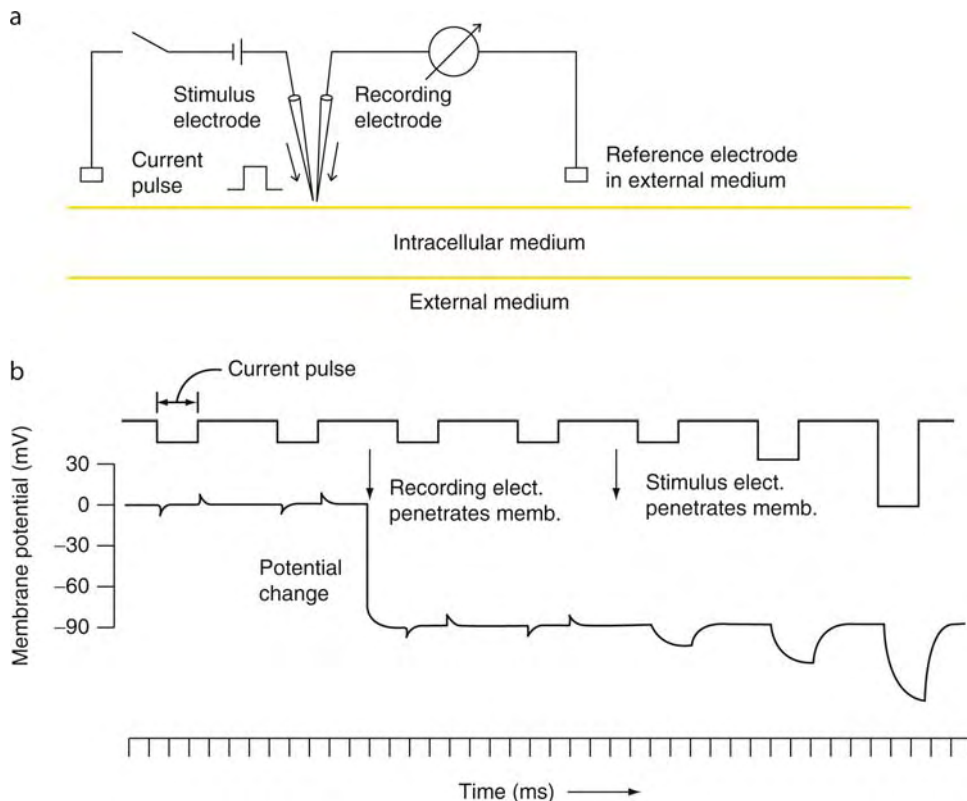 a
Stimulus
electrode
Recording
electrode
Current
pulse
Reference electrode
in external medium
Intracellular medium
External medium
b
Current pulse
Membrane potential (mV)
30
0
–30
–60
–90
Recording elect.
penetrates memb.
Stimulus elect.
penetrates memb.
Potential
change
Time (ms)